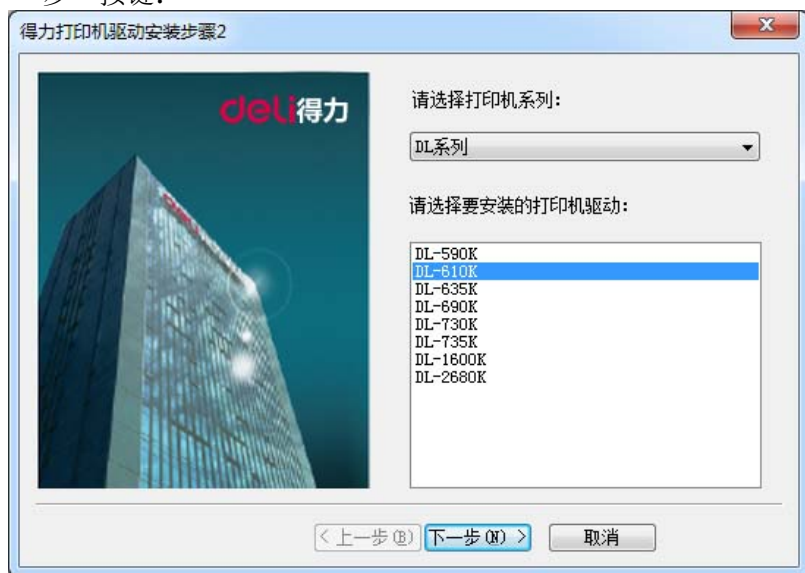 步”按键:
得力打印机驱动安装步骤2
deli得力
请选择打印机系列:
DL系列
请选择要安装的打印机驱动:
DL-590K
DL-610K
DL-635K
DL-690K
DL-730K
DL-735K
DL-1600K
DL-2680K
< 上一步(B)
下一步(N) >
取消